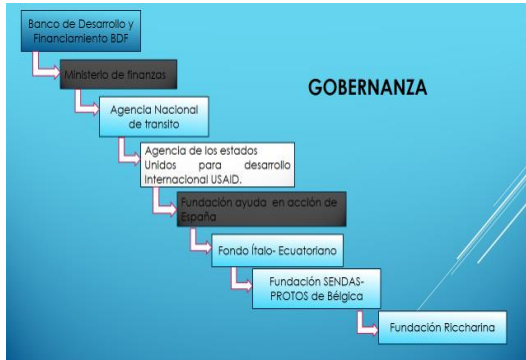 Banco de Desarrollo y
Financiamiento BDF
Ministerio de finanzas
GOBERNANZA
Agencia Nacional
de transito
Agencia de los estados
Unidos para desarrollo
Internacional USAID.
Fundación ayuda en acción de
España
Fondo Ítalo- Ecuatoriano
Fundación SENDAS-
PROTOS de Bélgica
Fundación Riccharina